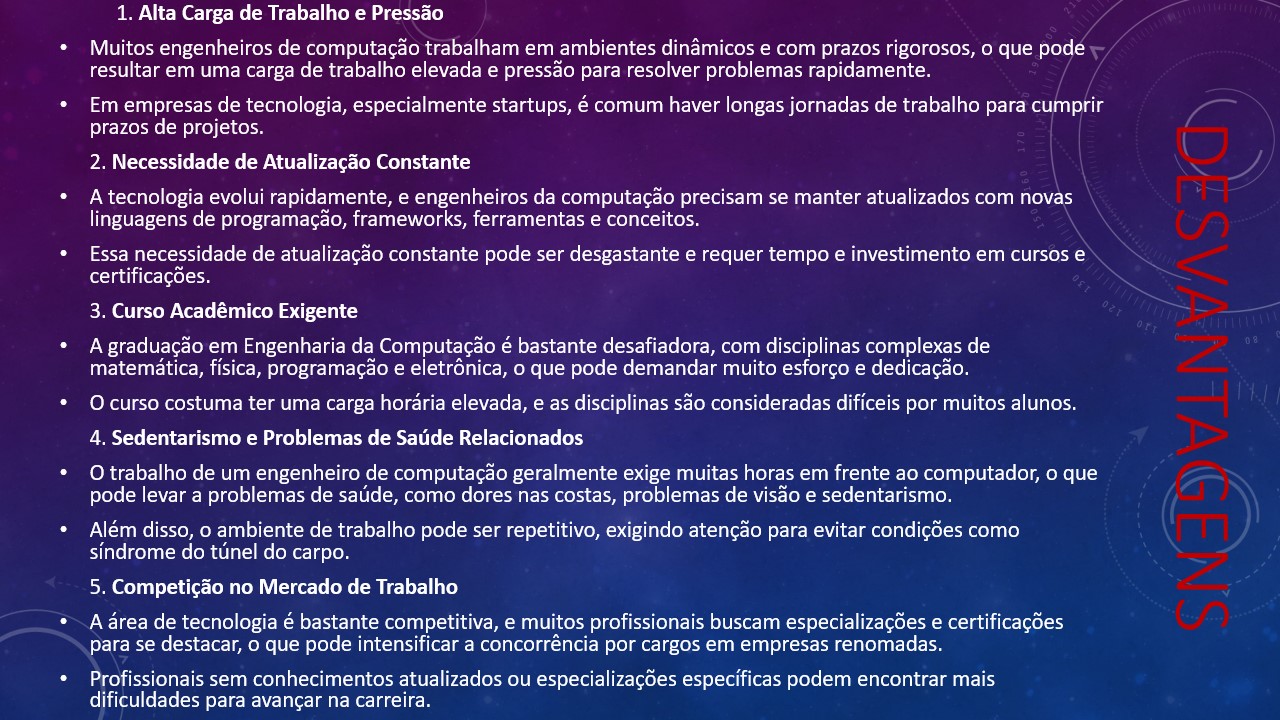 1. Alta Carga de Trabalho e Pressão
• Muitos engenheiros de computação trabalham em ambientes dinâmicos e com prazos rigorosos, o que pode
resultar em uma carga de trabalho elevada e pressão para resolver problemas rapidamente.
• Em empresas de tecnologia, especialmente startups, é comum haver longas jornadas de trabalho para cumprir
prazos de projetos.
2. Necessidade de Atualização Constante
• A tecnologia evolui rapidamente, e engenheiros da computação precisam se manter atualizados com novas
linguagens de programação, frameworks, ferramentas e conceitos.
• Essa necessidade de atualização constante pode ser desgastante e requer tempo e investimento em cursos e
certificações.
3. Curso Acadêmico Exigente
• A graduação em Engenharia da Computação é bastante desafiadora, com disciplinas complexas de
matemática, física, programação e eletrônica, o que pode demandar muito esforço e dedicação.
• O curso costuma ter uma carga horária elevada, e as disciplinas são consideradas difíceis por muitos alunos.
4. Sedentarismo e Problemas de Saúde Relacionados
• O trabalho de um engenheiro de computação geralmente exige muitas horas em frente ao computador, o que
pode levar a problemas de saúde, como dores nas costas, problemas de visão e sedentarismo.
• Além disso, o ambiente de trabalho pode ser repetitivo, exigindo atenção para evitar condições como
síndrome do túnel do carpo.
5. Competição no Mercado de Trabalho
• A área de tecnologia é bastante competitiva, e muitos profissionais buscam especializações e certificações
para se destacar, o que pode intensificar a concorrência por cargos em empresas renomadas.
• Profissionais sem conhecimentos atualizados ou especializações específicas podem encontrar mais
dificuldades para avançar na carreira.
DESVANTAGENS